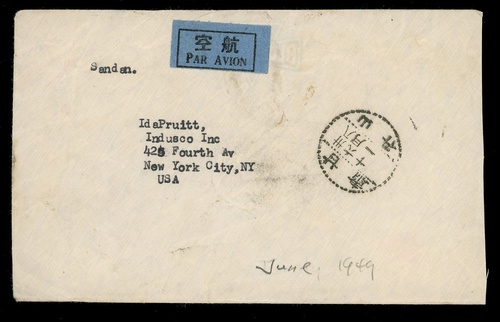 航空
PAR AVION
Sandan.
IdaPruitt,
Indusco Inc
425 Fourth Av
New York City,NY
USA
June, 1949